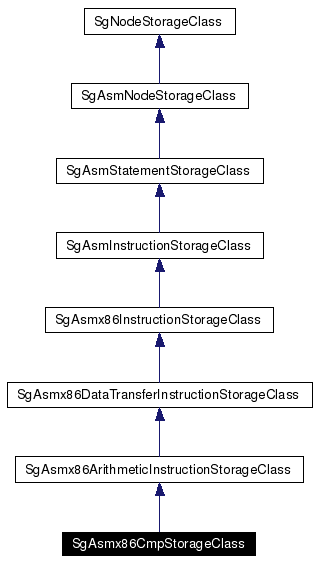 SgNodeStorageClass
SgAsmNodeStorageClass
SgAsmStatementStorageClass
SgAsmInstructionStorageClass
SgAsmx86InstructionStorageClass
SgAsmx86DataTransferInstructionStorageClass
SgAsmx86ArithmeticInstructionStorageClass
SgAsmx86CmpStorageClass